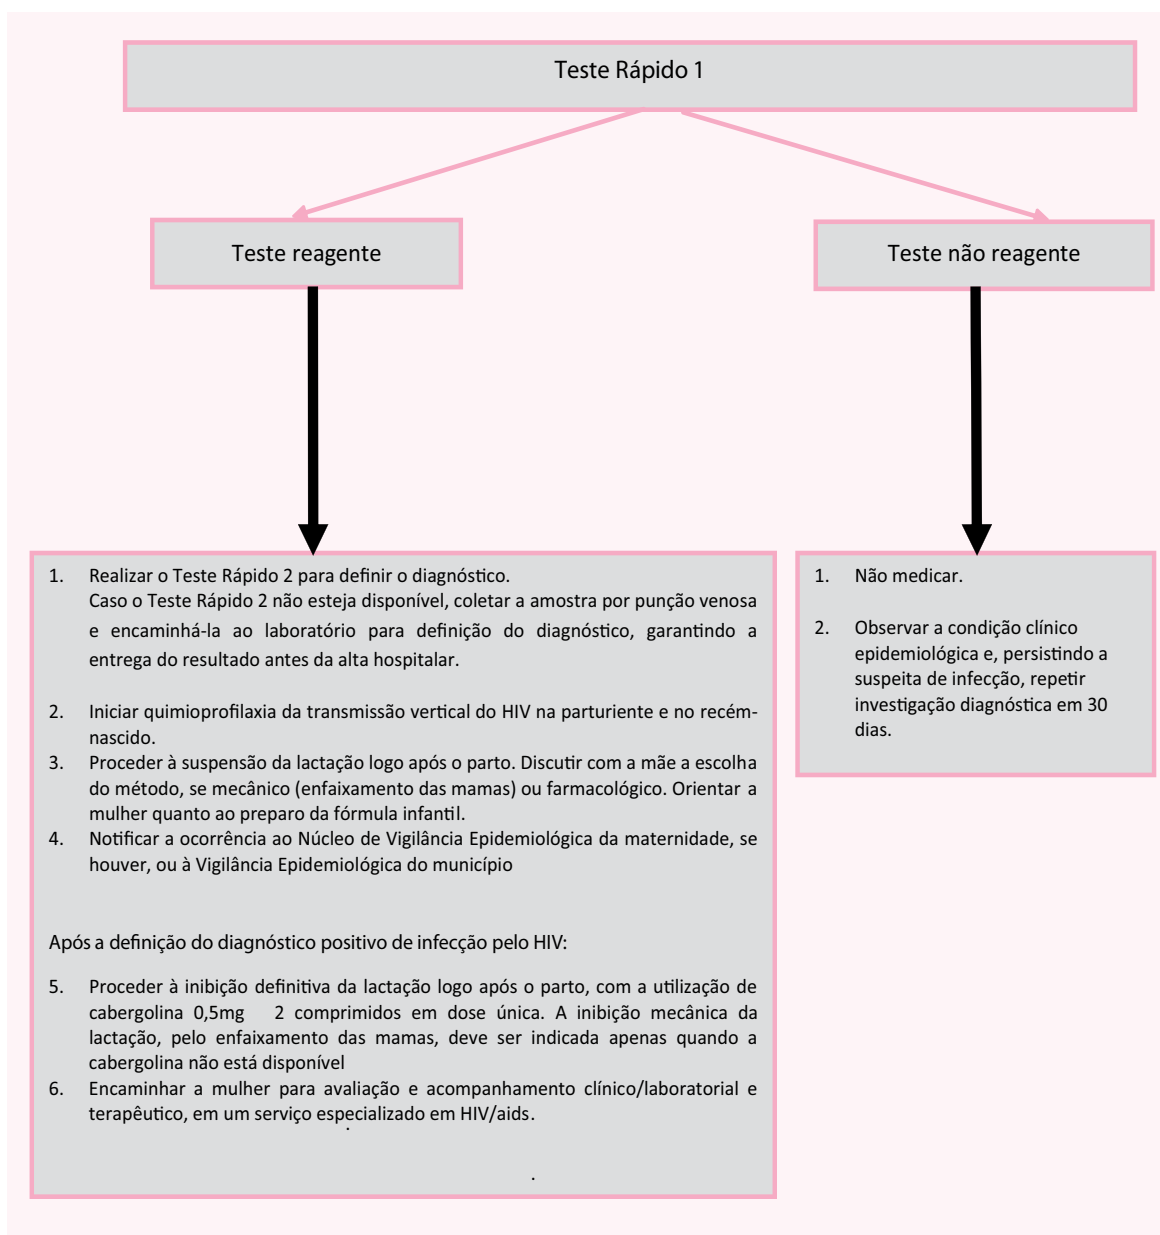 Teste Rápido 1
Teste reagente
Teste não reagente
1. Realizar o Teste Rápido 2 para definir o diagnóstico.
Caso o Teste Rápido 2 não esteja disponível, coletar a amostra por punção venosa
e encaminhá-la ao laboratório para definição do diagnóstico, garantindo a
entrega do resultado antes da alta hospitalar.
2. Iniciar quimioprofilaxia da transmissão vertical do HIV na parturiente e no recém-
nascido.
3. Proceder à suspensão da lactação logo após o parto. Discutir com a mãe a escolha
do método, se mecânico (enfaixamento das mamas) ou farmacológico. Orientar a
mulher quanto ao preparo da fórmula infantil.
4. Notificar a ocorrência ao Núcleo de Vigilância Epidemiológica da maternidade, se
houver, ou à Vigilância Epidemiológica do município
Após a definição do diagnóstico positivo de infecção pelo HIV:
5. Proceder à inibição definitiva da lactação logo após o parto, com a utilização de
cabergolina 0,5mg 2 comprimidos em dose única. A inibição mecânica da
lactação, pelo enfaixamento das mamas, deve ser indicada apenas quando a
cabergolina não está disponível
6. Encaminhar a mulher para avaliação e acompanhamento clínico/laboratorial e
terapêutico, em um serviço especializado em HIV/aids.
.
.
1. Não medicar.
2. Observar a condição clínico
epidemiológica e, persistindo a
suspeita de infecção, repetir
investigação diagnóstica em 30
dias.